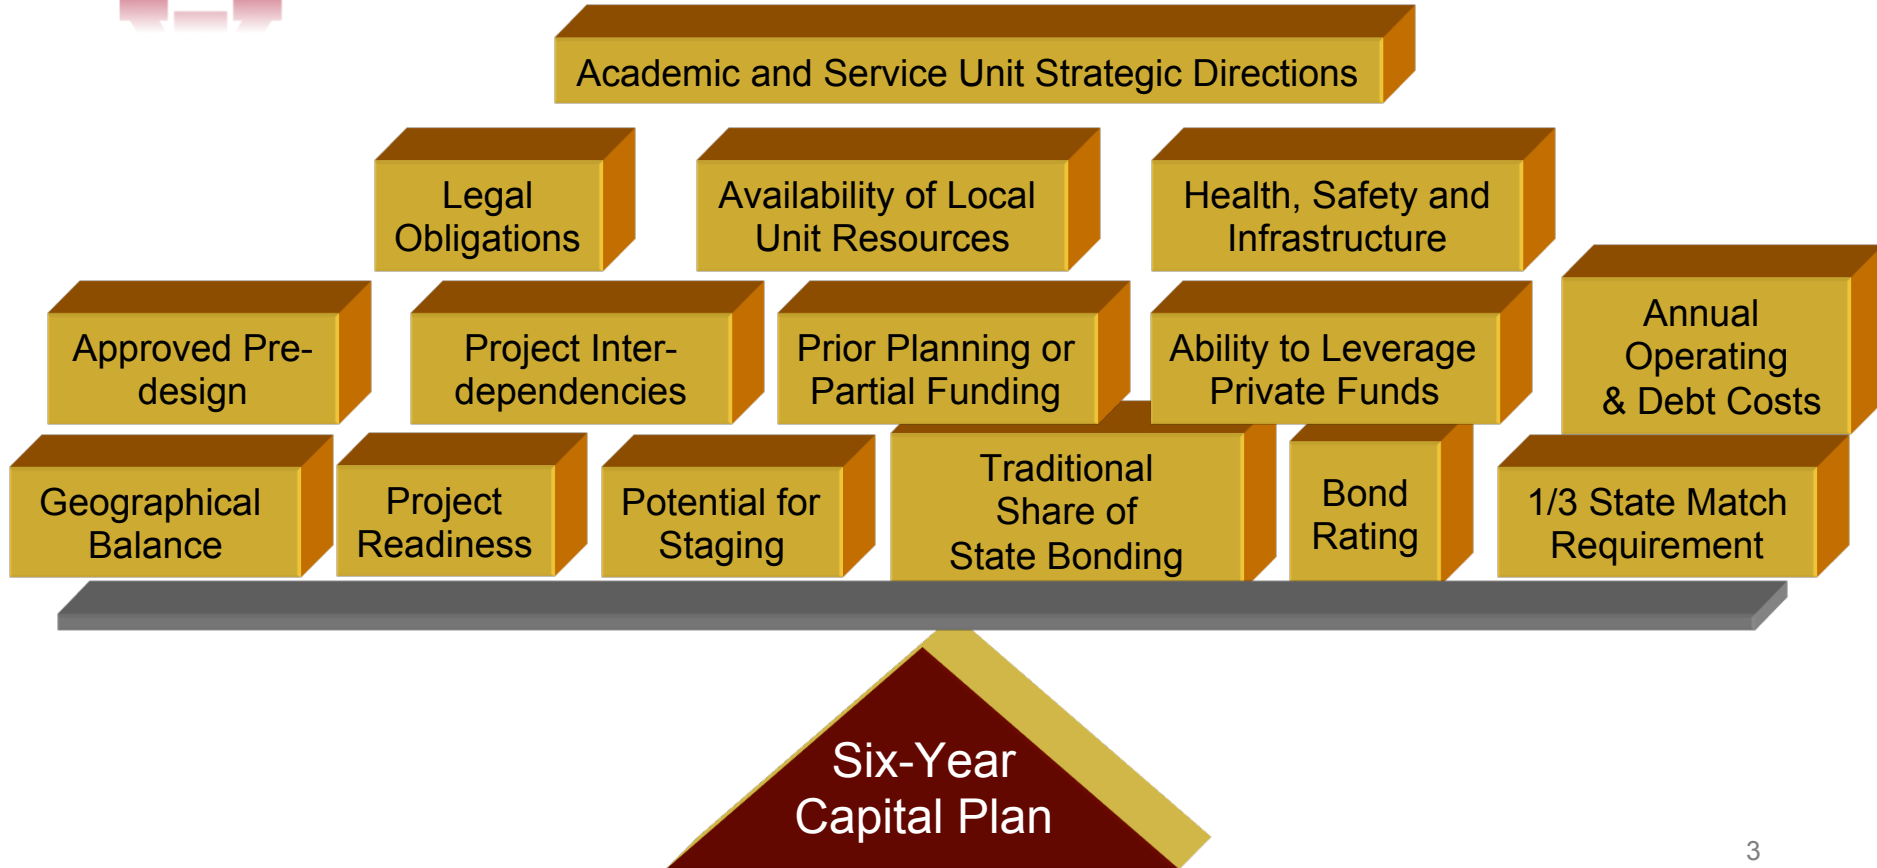 Academic and Service Unit Strategic Directions
Legal
Obligations
Availability of Local
Unit Resources
Health, Safety and
Infrastructure
Approved Pre-
design
Project Inter-
dependencies
Prior Planning or
Partial Funding
Ability to Leverage
Private Funds
Annual
Operating
& Debt Costs
Geographical
Balance
Project
Readiness
Potential for
Staging
Traditional
Share of
State Bonding
Bond
Rating
1/3 State Match
Requirement
Six-Year
Capital Plan
3